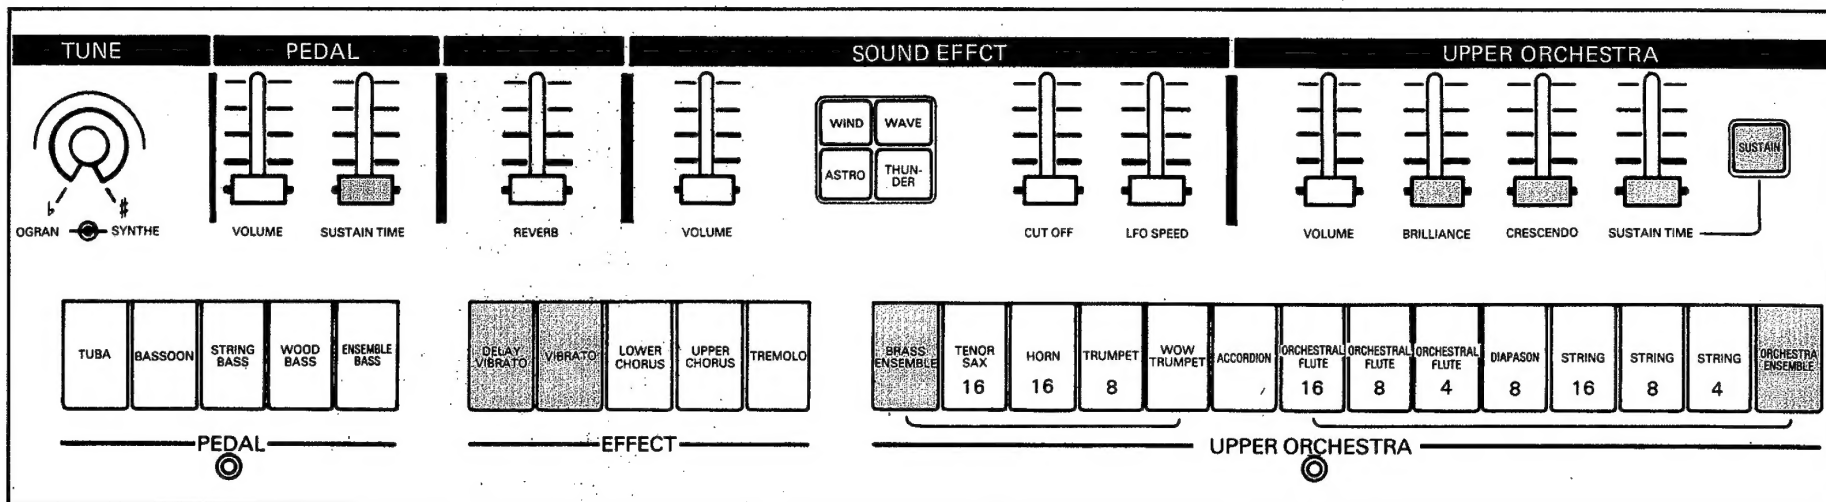 TUNE
PEDAL
SOUND EFFCT
UPPER ORCHESTRA
WIND
WAVE
ASTRO
THUN-
DER
SUSTAIN
♭
♯
OGRAN
SYNTHE
VOLUME
SUSTAIN TIME
REVERB
VOLUME
CUT OFF
LFO SPEED
VOLUME
BRILLIANCE
CRESCENDO
SUSTAIN TIME
TUBA
BASSOON
STRING
BASS
WOOD
BASS
ENSEMBLE
BASS
DELAY
VIBRATO
VIBRATO
LOWER
CHORUS
UPPER
CHORUS
TREMOLO
BRASS
ENSEMBLE
TENOR
SAX
16
HORN
16
TRUMPET
8
WOW
TRUMPET
ACCORDION
ORCHESTRAL
FLUTE
16
ORCHESTRAL
FLUTE
8
ORCHESTRAL
FLUTE
4
DIAPASON
8
STRING
16
STRING
8
STRING
4
ORCHESTRA
ENSEMBLE
PEDAL
EFFECT
UPPER ORCHESTRA